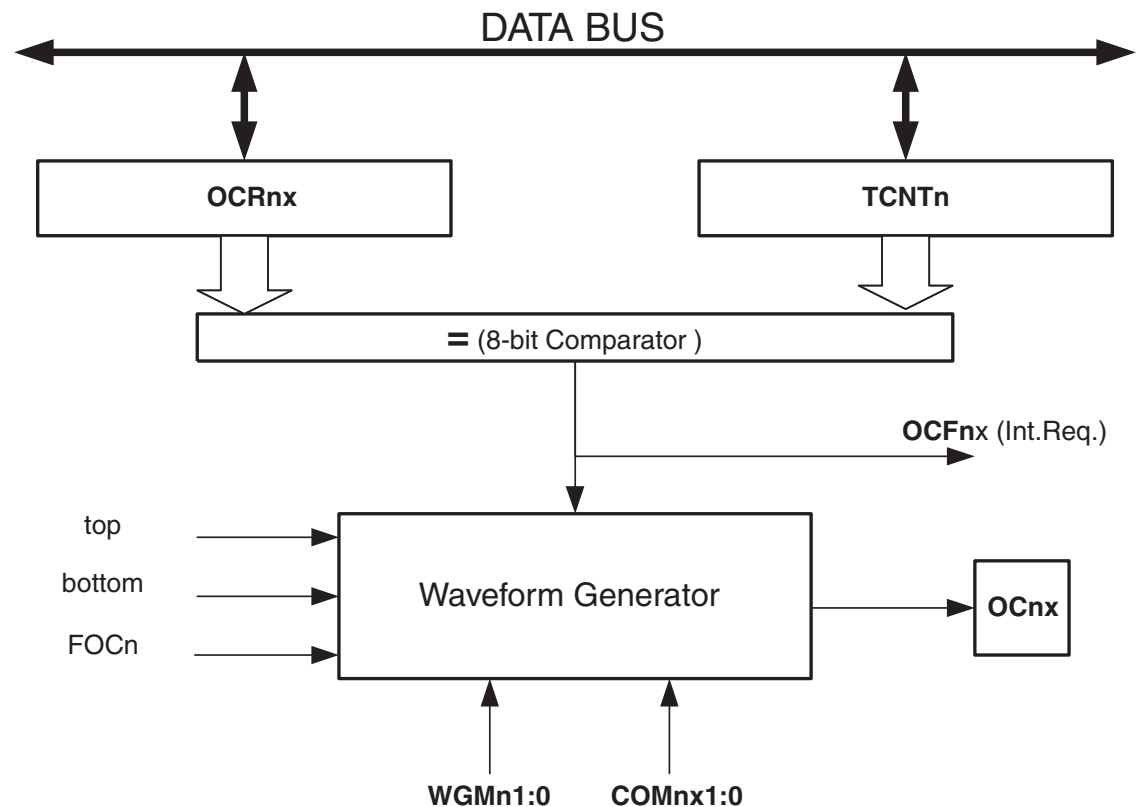 DATA BUS
OCRnx
TCNTn
= (8-bit Comparator )
OCFnx (Int.Req.)
top
bottom
FOCn
Waveform Generator
OCnx
WGMn1:0
COMnx1:0